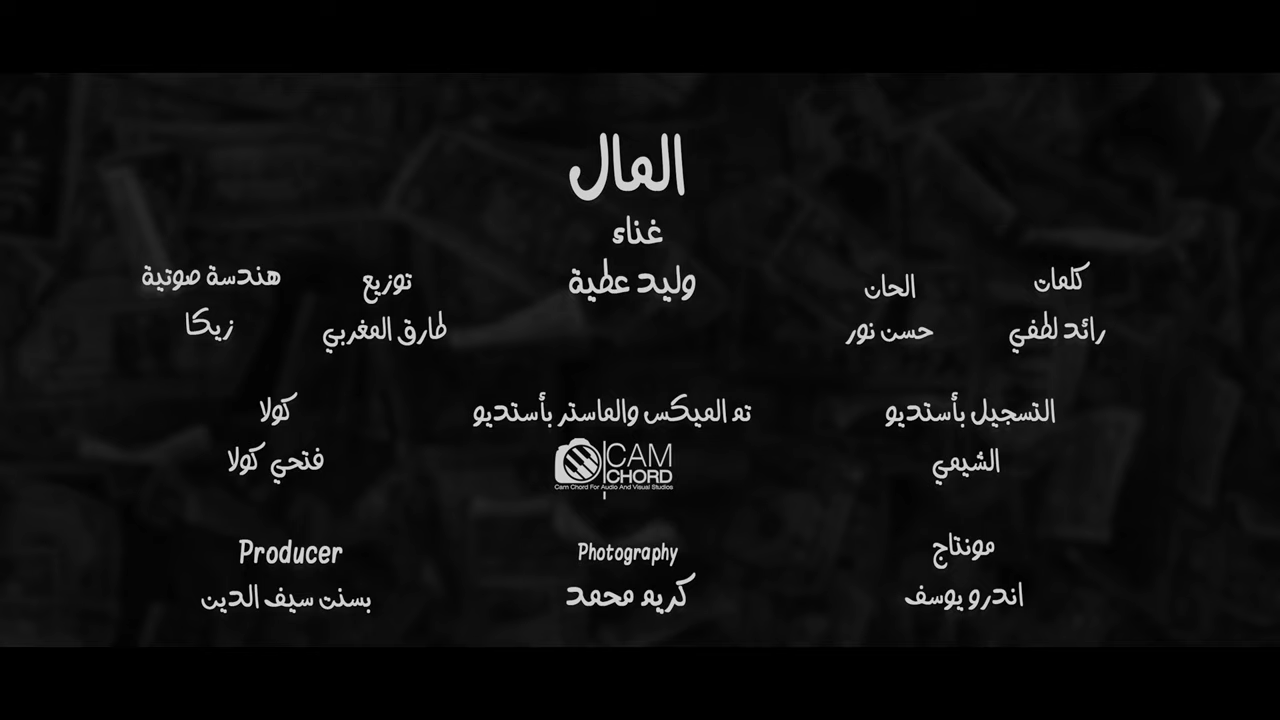 المال
غناء
وليد عطية
كلمات
رائد لطفي
الحان
حسن نور
توزيع
طارق المغربي
هندسة صوتية
زيكا
التسجيل بأستديو
الشيمي
تم الميكس والماستر بأستديو
CAM
CHORD
Cam Chord For Audio And Visual Studios
كولا
فتحي كولا
مونتاج
اندرو يوسف
Photography
كريم محمد
Producer
بسنت سيف الدين